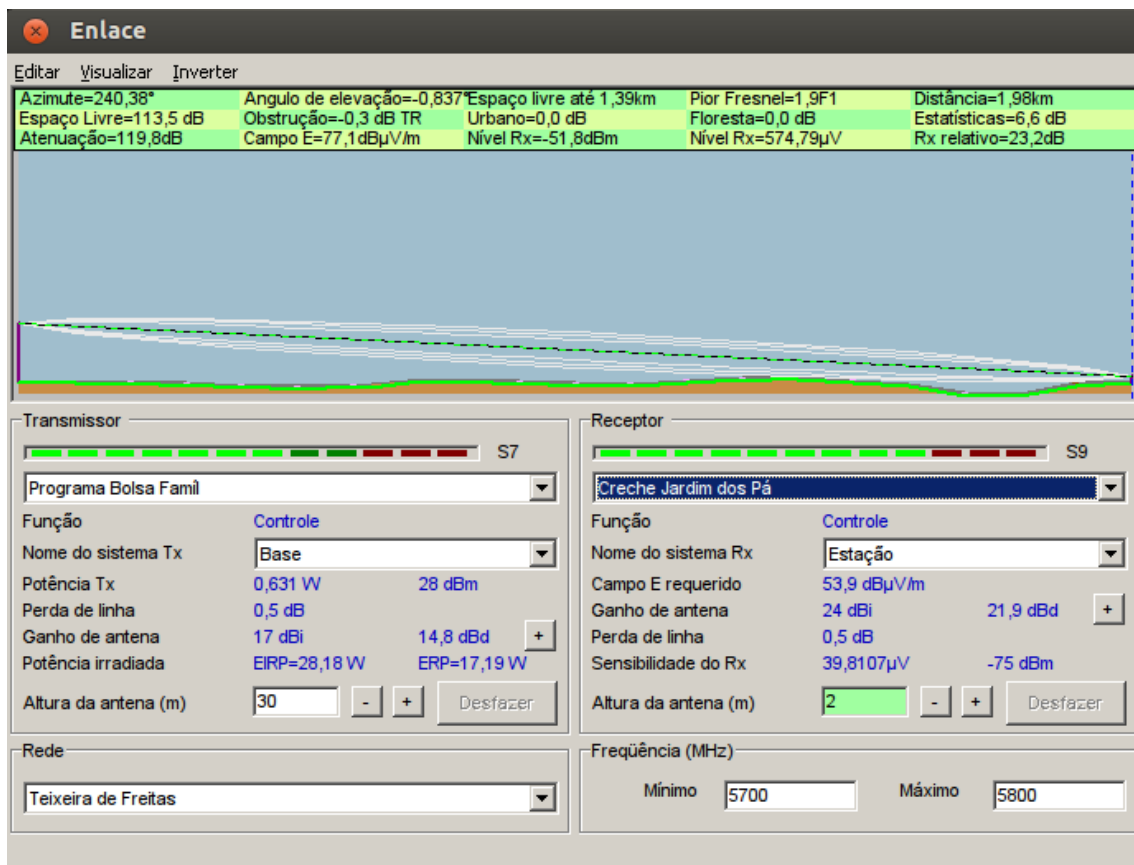 Enlace
Editar Visualizar Inverter
Azimute=240,38° Angulo de elevação=-0,837° Espaço livre até 1,39km Pior Fresnel=1,9F1 Distância=1,98km
Espaço Livre=113,5 dB Obstrução=-0,3 dB TR Urbano=0,0 dB Floresta=0,0 dB Estatísticas=6,6 dB
Atenuação=119,8dB Campo E=77,1dBµV/m Nível Rx=-51,8dBm Nível Rx=574,79µV Rx relativo=23,2dB
Transmissor
S7
Programa Bolsa Famíl
Função Controle
Nome do sistema Tx Base
Potência Tx 0,631 W 28 dBm
Perda de linha 0,5 dB
Ganho de antena 17 dBi 14,8 dBd +
Potência irradiada EIRP=28,18 W ERP=17,19 W
Altura da antena (m) 30 - + Desfazer
Receptor
S9
Creche Jardim dos Pá
Função Controle
Nome do sistema Rx Estação
Campo E requerido 53,9 dBµV/m
Ganho de antena 24 dBi 21,9 dBd +
Perda de linha 0,5 dB
Sensibilidade do Rx 39,8107µV -75 dBm
Altura da antena (m) 2 - + Desfazer
Rede
Teixeira de Freitas
Freqüência (MHz)
Mínimo 5700 Máximo 5800